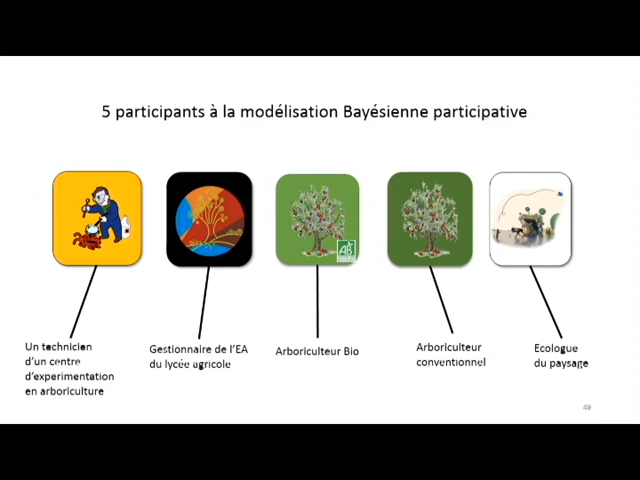 5 participants à la modélisation Bayésienne participative
AB
Un technicien
d'un centre
d'experimentation
en arboriculture
Gestionnaire de l'EA
du lycée agricole
Arboriculteur Bio
Arboriculteur
conventionnel
Ecologue
du paysage
49